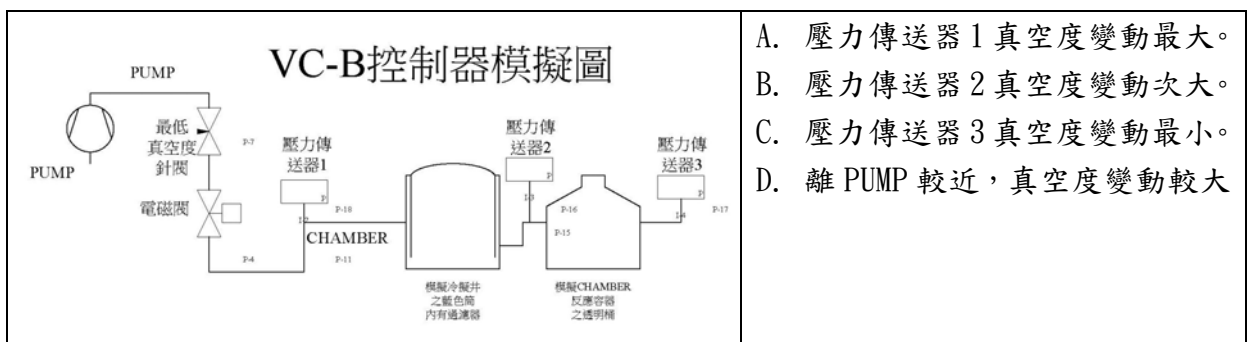 VC-B控制器模擬圖
PUMP
PUMP
最低
真空度
針閥
P-7
電磁閥
P-4
壓力傳
送器1
P
I-2
P-10
CHAMBER
P-11
模擬冷擬井
之藍色筒
內有過濾器
壓力傳
送器2
P
I-3
P-16
P-15
模擬CHAMBER
反應容器
之透明桶
壓力傳
送器3
P
I-4
P-17
A. 壓力傳送器1真空度變動最大。
B. 壓力傳送器2真空度變動次大。
C. 壓力傳送器3真空度變動最小。
D. 離PUMP較近，真空度變動較大